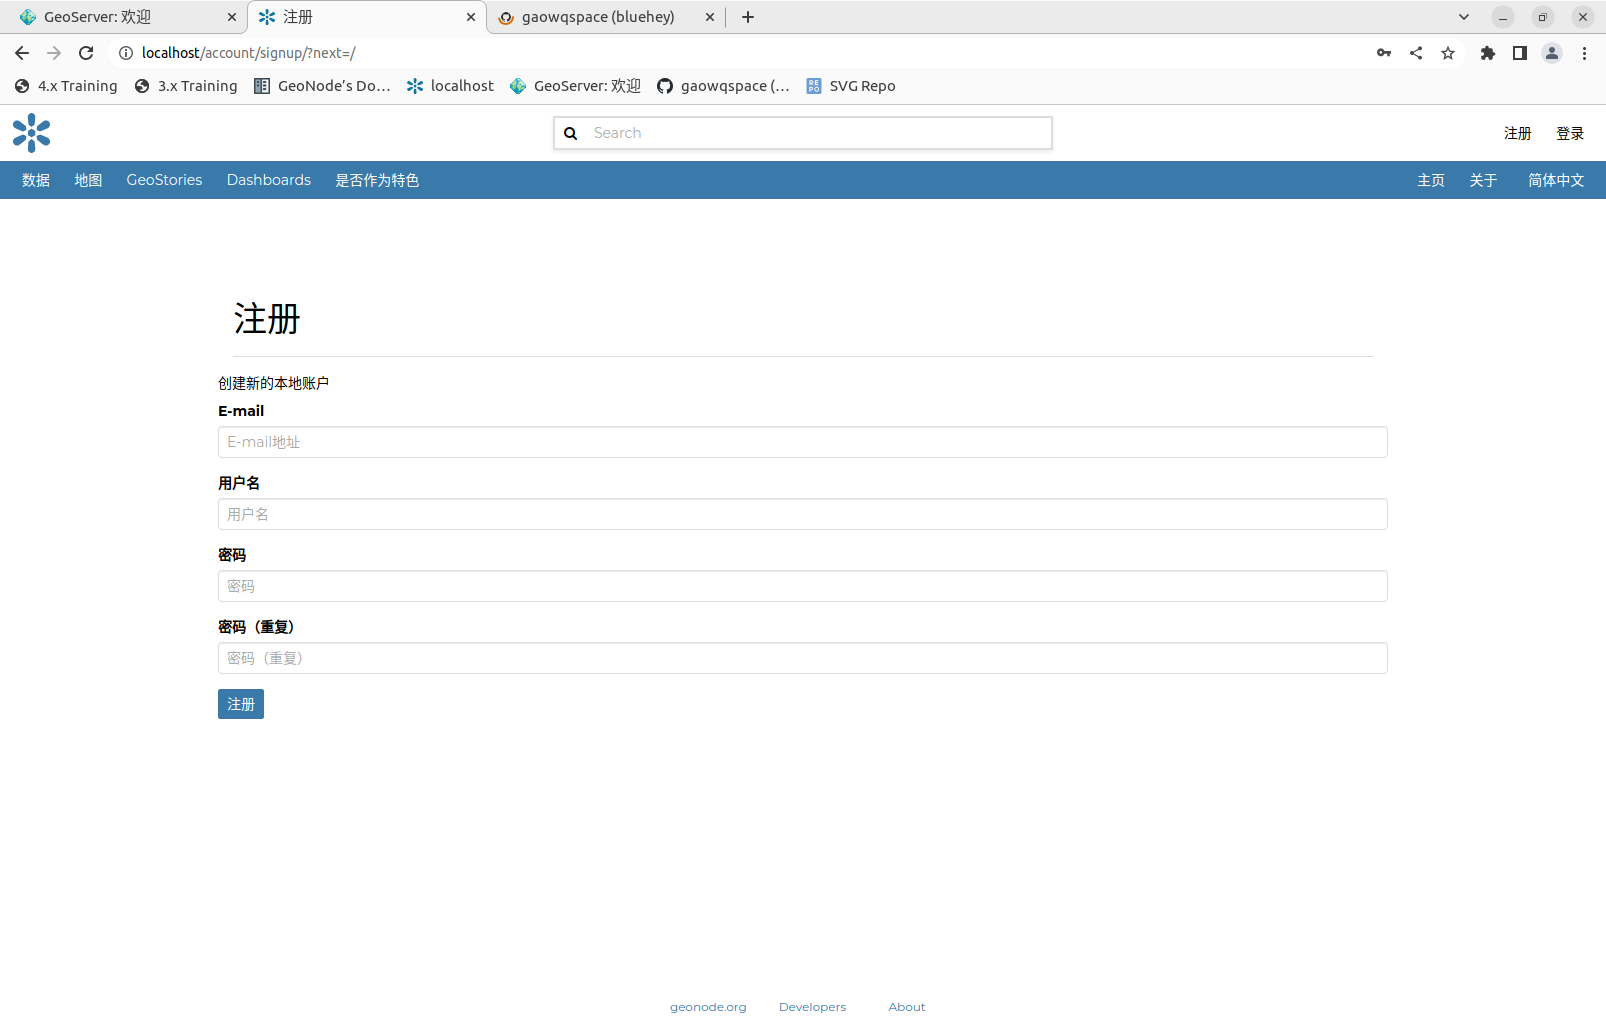 GeoServer: 欢迎
注册
gaowqspace (bluehey)
localhost/account/signup/?next=/
4.x Training
3.x Training
GeoNode’s Do…
localhost
GeoServer: 欢迎
gaowqspace (…
SVG Repo
Search
注册
登录
数据
地图
GeoStories
Dashboards
是否作为特色
主页
关于
简体中文
注册
创建新的本地账户
E-mail
E-mail地址
用户名
用户名
密码
密码
密码（重复）
密码（重复）
注册
geonode.org
Developers
About